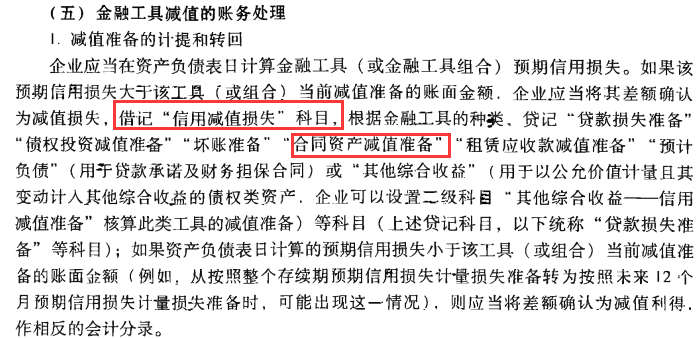 (五) 金融工具减值的账务处理
1. 减值准备的计提和转回
企业应当在资产负债表日计算金融工具（或金融工具组合）预期信用损失。如果该
预期信用损失大于该工具（或组合）当前减值准备的账面金额，企业应当将其差额确认
为减值损失，借记“信用减值损失”科目，根据金融工具的种类，贷记“贷款损失准备”
“债权投资减值准备”“坏账准备”“合同资产减值准备”“租赁应收款减值准备”“预计
负债”（用于贷款承诺及财务担保合同）或“其他综合收益”（用于以公允价值计量且其
变动计入其他综合收益的债权类资产，企业可以设置二级科目“其他综合收益——信用
减值准备”核算此类工具的减值准备）等科目（上述贷记科目，以下统称“贷款损失准
备”等科目）；如果资产负债表日计算的预期信用损失小于该工具（或组合）当前减值准
备的账面金额（例如，从按照整个存续期预期信用损失计量损失准备转为按照未来12个
月预期信用损失计量损失准备时，可能出现这一情况），则应当将差额确认为减值利得，
作相反的会计分录。